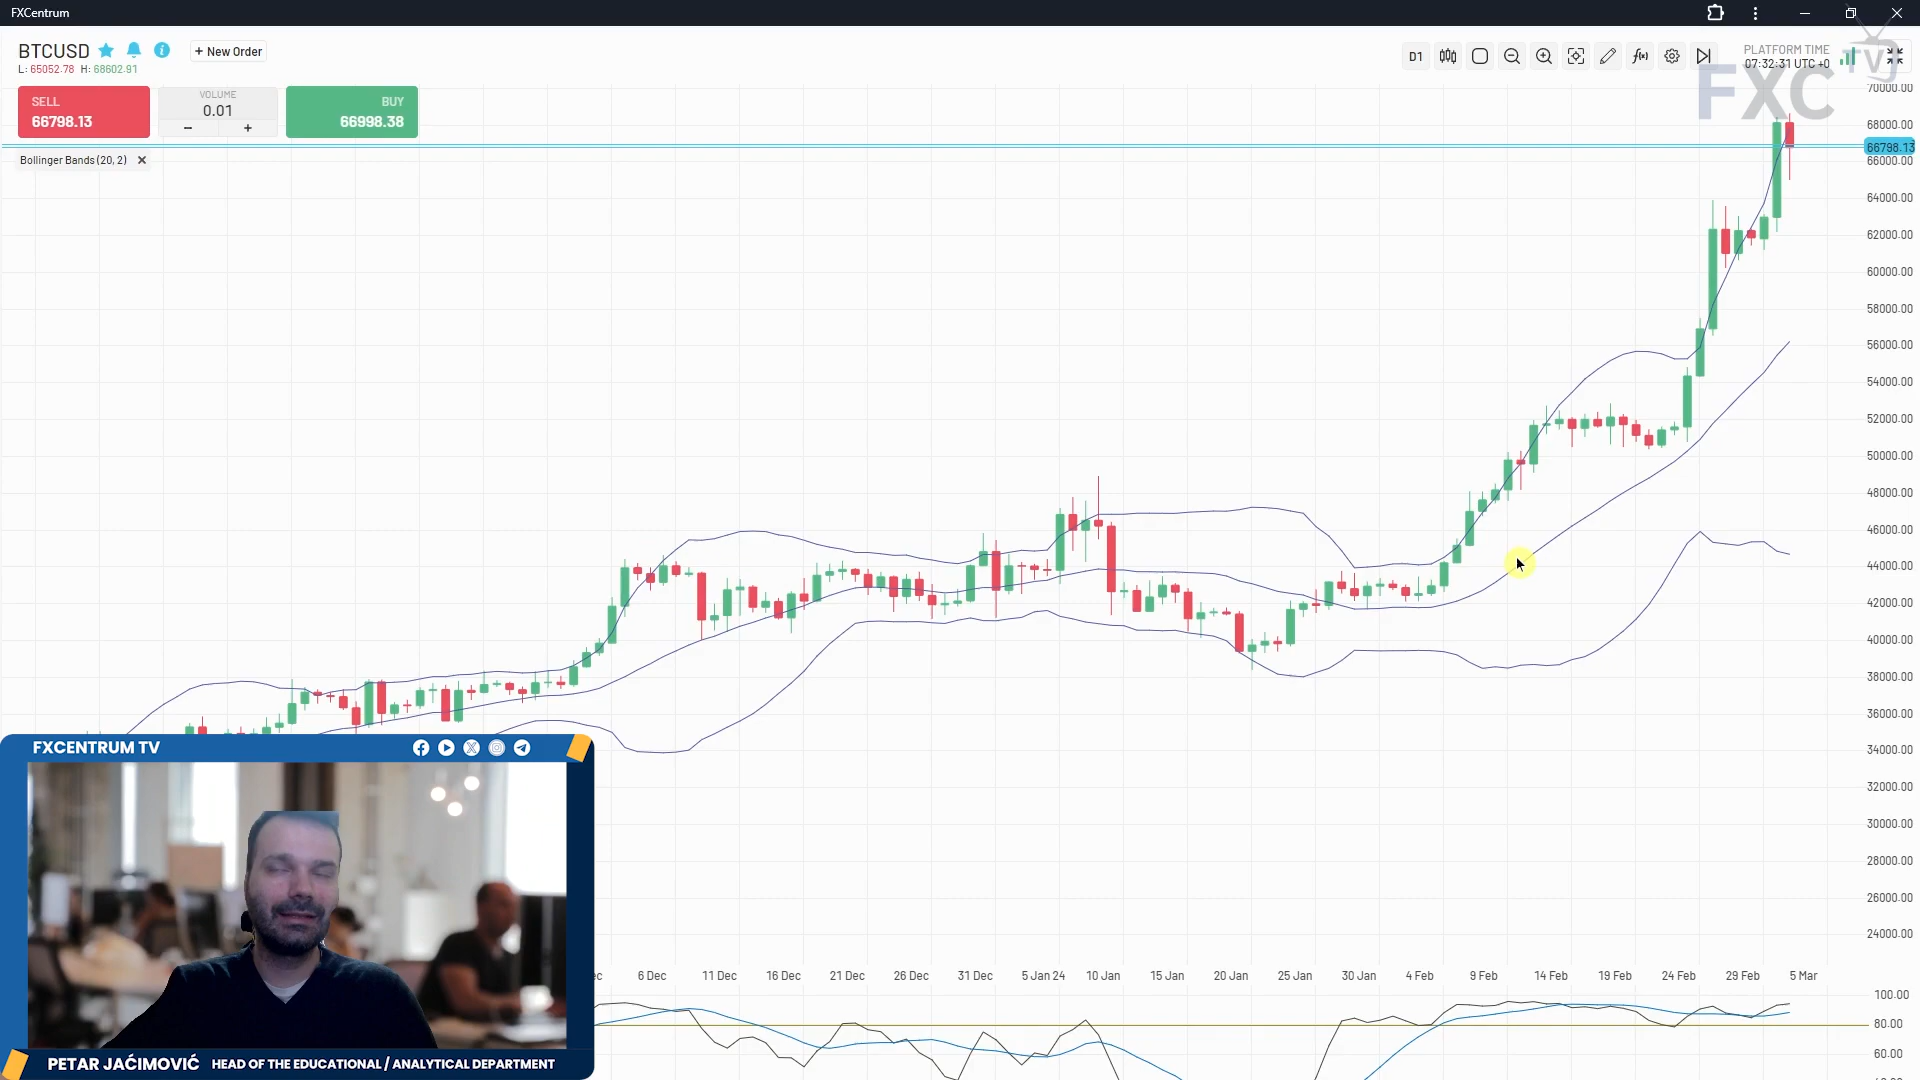 FXCentrum
BTCUSD
+ New Order
L: 65052.78 H: 68602.91
SELL
66798.13
VOLUME
0.01
BUY
66998.38
Bollinger Bands (20, 2)
D1
f(x)
PLATFORM TIME
07:32:31 UTC +0
FXC
TV
70000.00
68000.00
66798.13
66000.00
64000.00
62000.00
60000.00
58000.00
56000.00
54000.00
52000.00
50000.00
48000.00
46000.00
44000.00
42000.00
40000.00
38000.00
36000.00
34000.00
32000.00
30000.00
28000.00
26000.00
24000.00
6 Dec 11 Dec 16 Dec 21 Dec 26 Dec 31 Dec 5 Jan 24 10 Jan 15 Jan 20 Jan 25 Jan 30 Jan 4 Feb 9 Feb 14 Feb 19 Feb 24 Feb 29 Feb 5 Mar
100.00
80.00
60.00
FXCENTRUM TV
PETAR JAĆIMOVIĆ HEAD OF THE EDUCATIONAL / ANALYTICAL DEPARTMENT